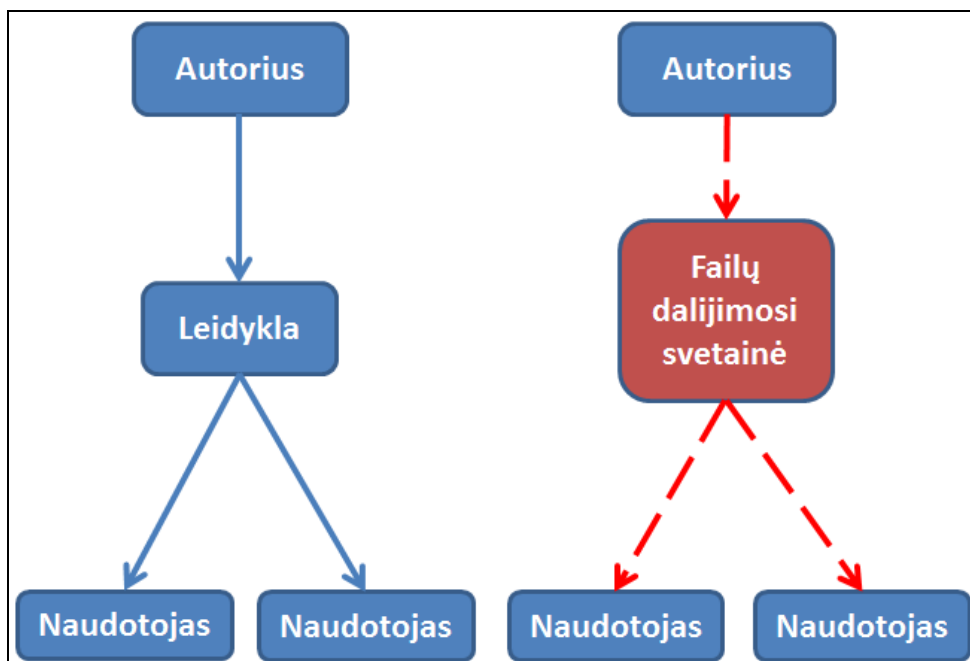 Autorius
Autorius
Leidykla
Failų
dalijimosi
svetainė
Naudotojas
Naudotojas
Naudotojas
Naudotojas